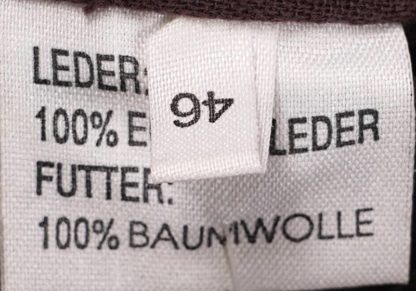 LEDER:
46
100% E LEDER
FUTTER:
100% BAUMWOLLE